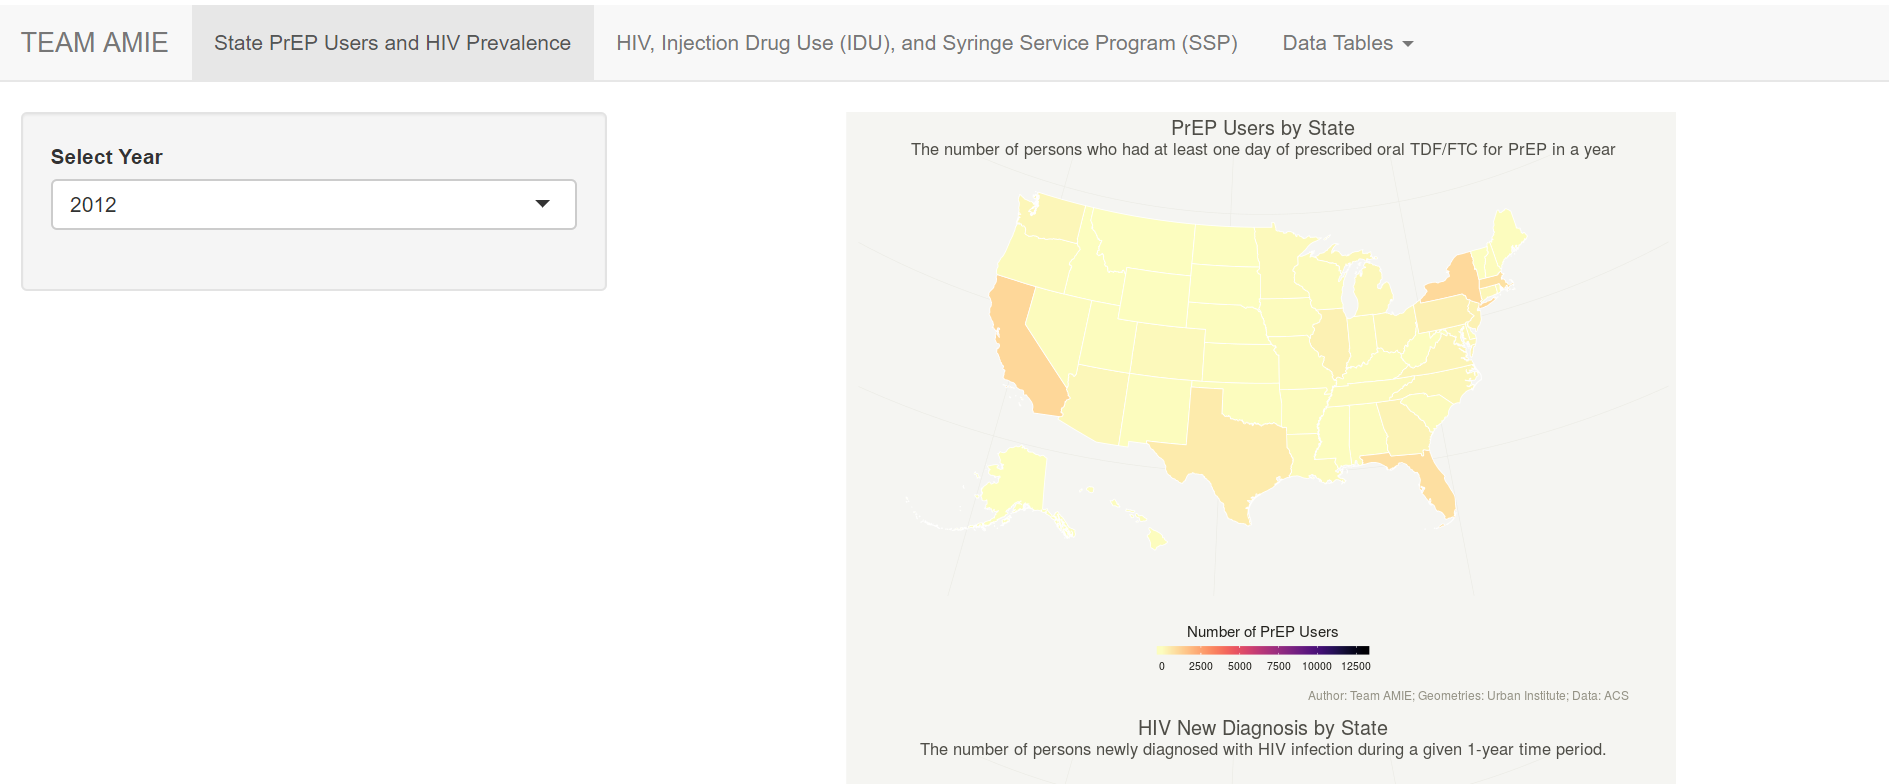 TEAM AMIE
State PrEP Users and HIV Prevalence
HIV, Injection Drug Use (IDU), and Syringe Service Program (SSP)
Data Tables
Select Year
2012
PrEP Users by State
The number of persons who had at least one day of prescribed oral TDF/FTC for PrEP in a year
Number of PrEP Users
0 2500 5000 7500 10000 12500
Author: Team AMIE; Geometries: Urban Institute; Data: ACS
HIV New Diagnosis by State
The number of persons newly diagnosed with HIV infection during a given 1-year time period.